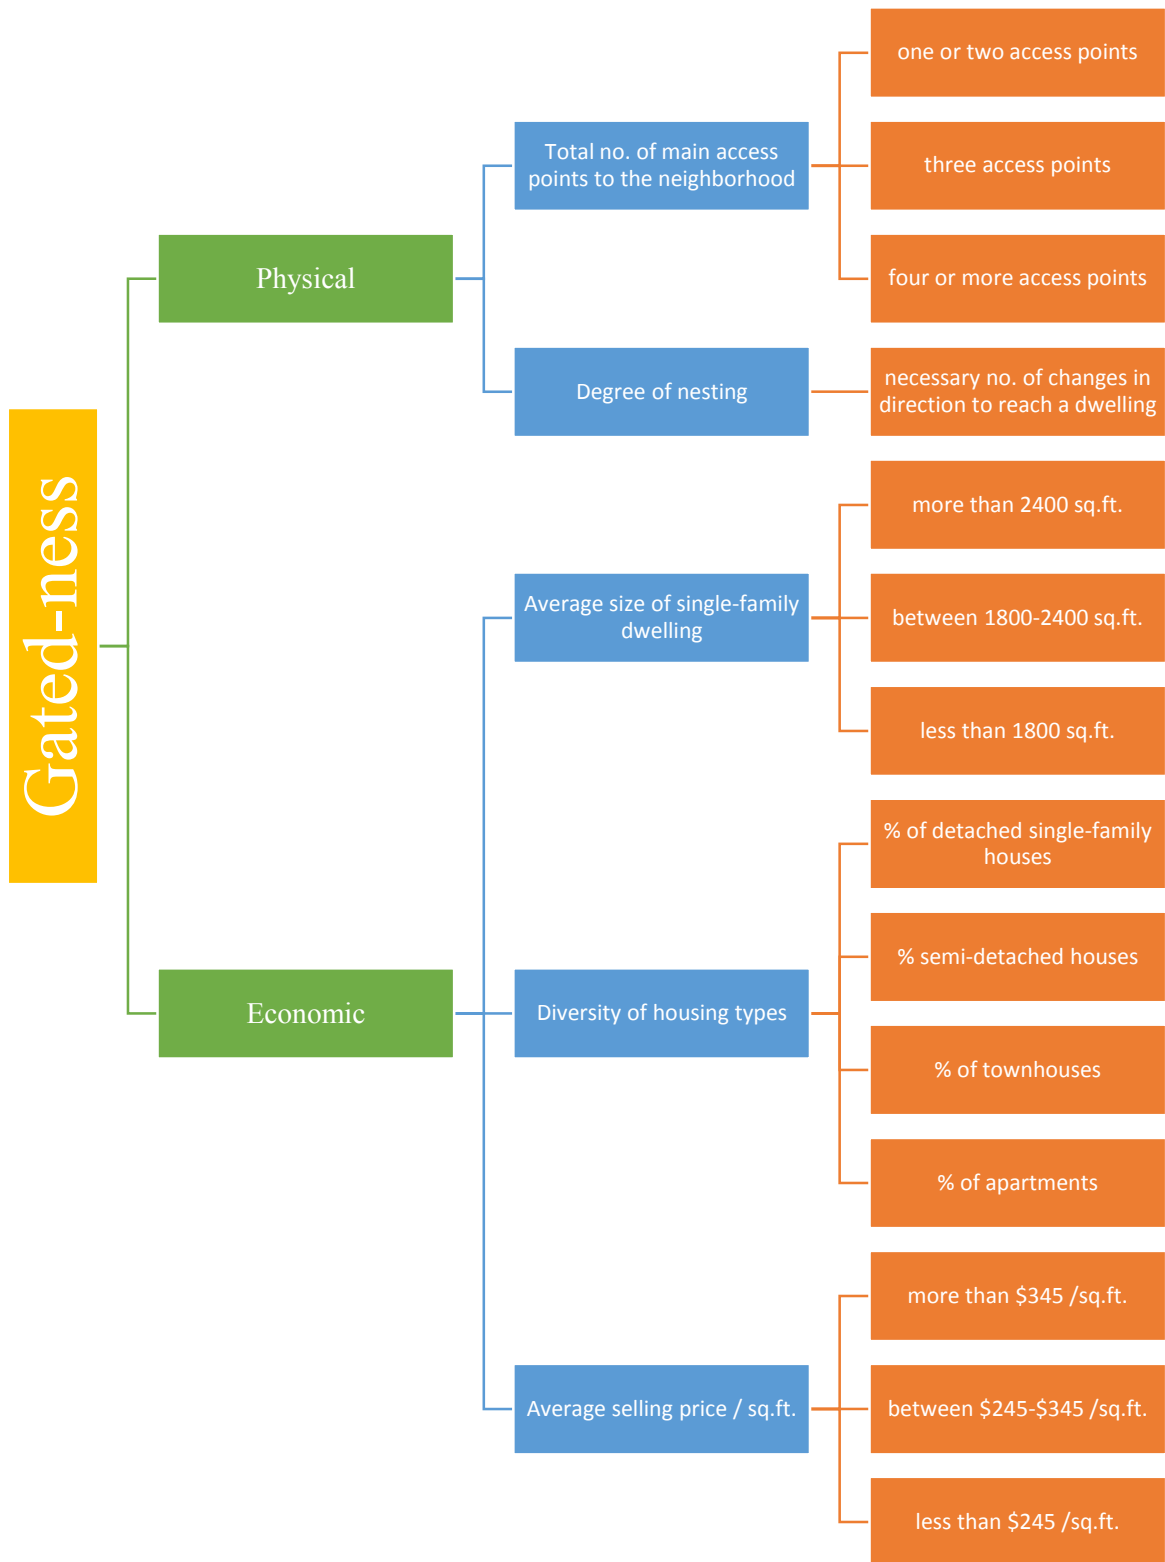 Gated-ness
Physical
Total no. of main access
points to the neighborhood
one or two access points
three access points
four or more access points
Degree of nesting
necessary no. of changes in
direction to reach a dwelling
Economic
Average size of single-family
dwelling
more than 2400 sq.ft.
between 1800-2400 sq.ft.
less than 1800 sq.ft.
Diversity of housing types
% of detached single-family
houses
% semi-detached houses
% of townhouses
% of apartments
Average selling price / sq.ft.
more than $345 /sq.ft.
between $245-$345 /sq.ft.
less than $245 /sq.ft.